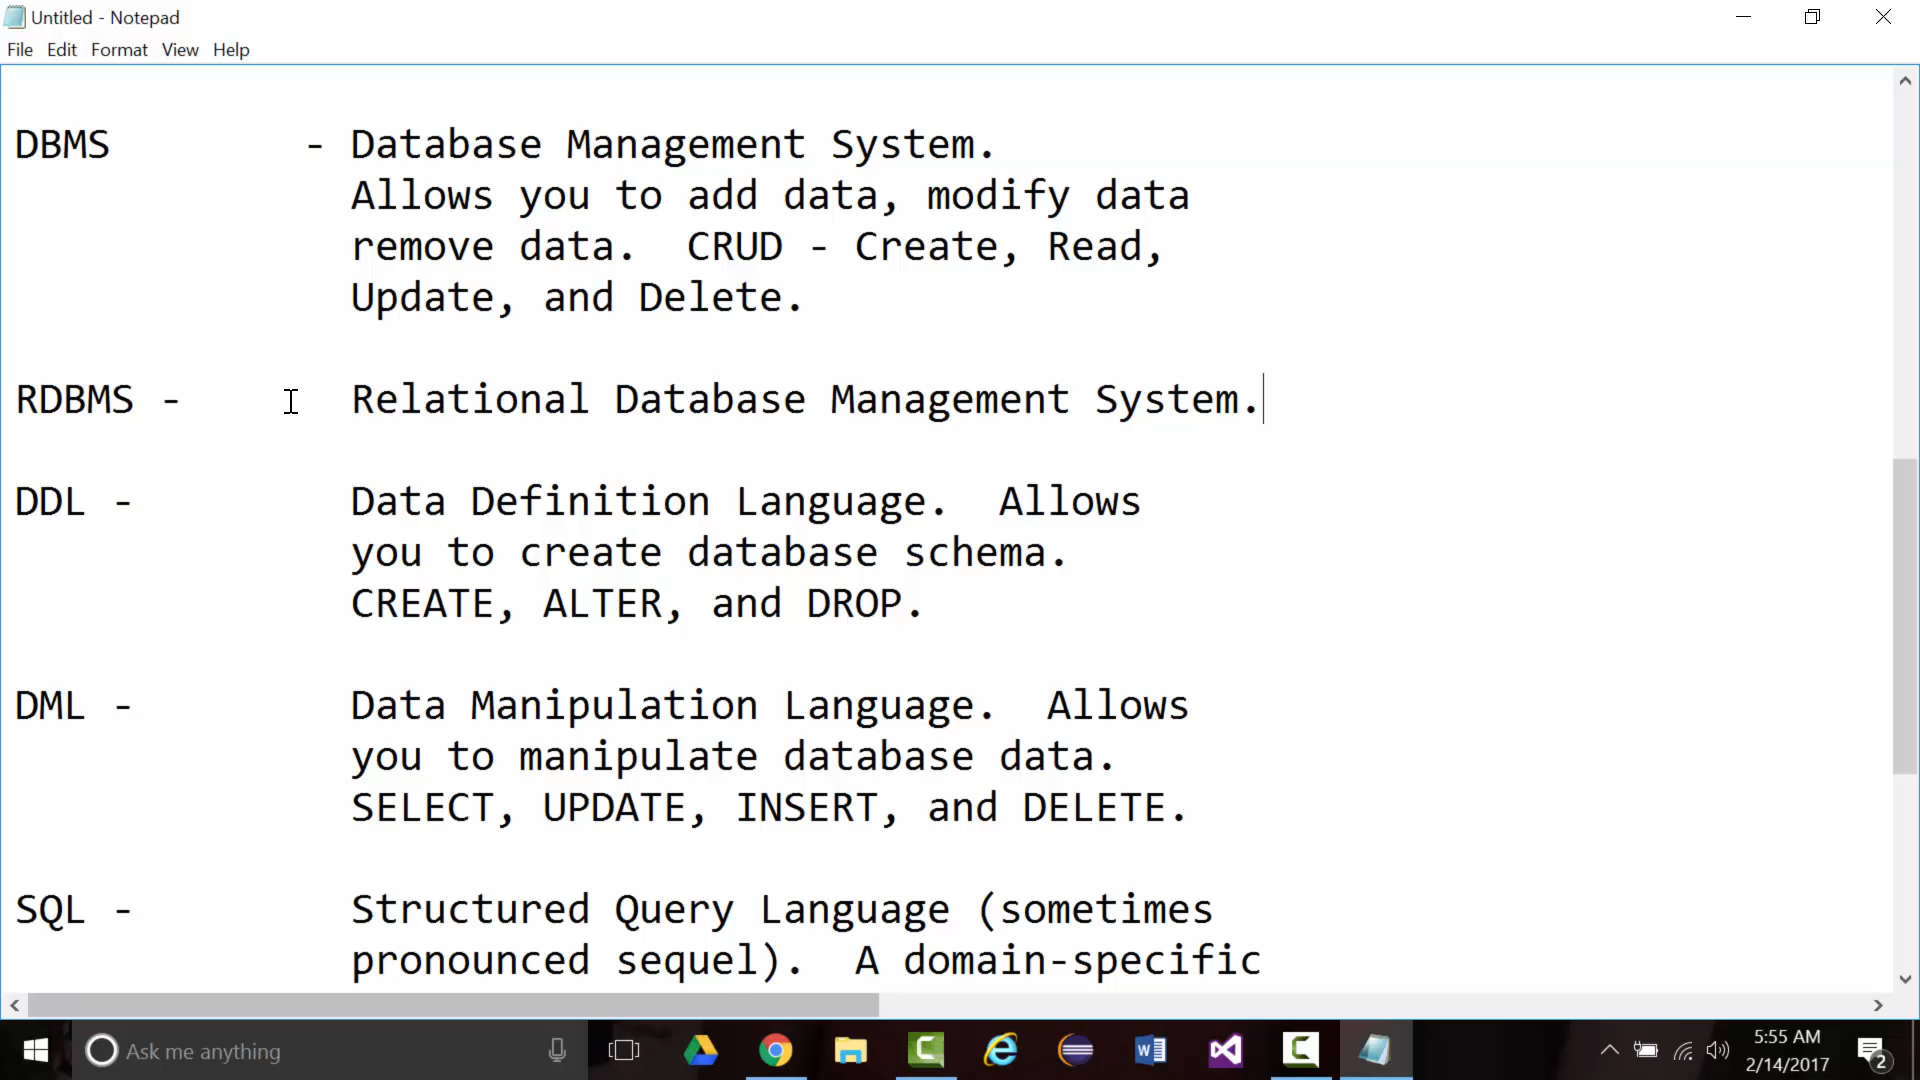 Untitled - Notepad
File Edit Format View Help
DBMS - Database Management System.
Allows you to add data, modify data
remove data. CRUD - Create, Read,
Update, and Delete.
RDBMS - Relational Database Management System.
DDL - Data Definition Language. Allows
you to create database schema.
CREATE, ALTER, and DROP.
DML - Data Manipulation Language. Allows
you to manipulate database data.
SELECT, UPDATE, INSERT, and DELETE.
SQL - Structured Query Language (sometimes
pronounced sequel). A domain-specific
Ask me anything
5:55 AM
2/14/2017
2